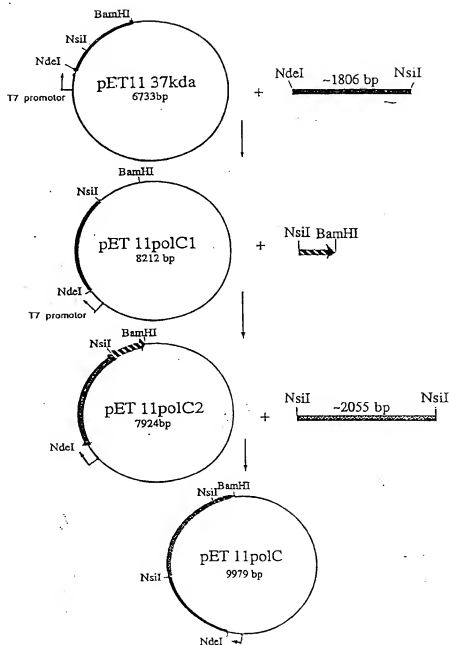 BamHI
NsiI
NdeI
T7 promotor
pET11 37kda
6733bp
+
NdeI ~1806 bp NsiI
BamHI
NsiI
pET 11polC1
8212 bp
+
NsiI BamHI
NdeI
T7 promotor
BamHI
NsiI
pET 11polC2
7924bp
+
NsiI ~2055 bp NsiI
NdeI
NsiI BamHI
pET 11polC
9979 bp
NsiI
NdeI